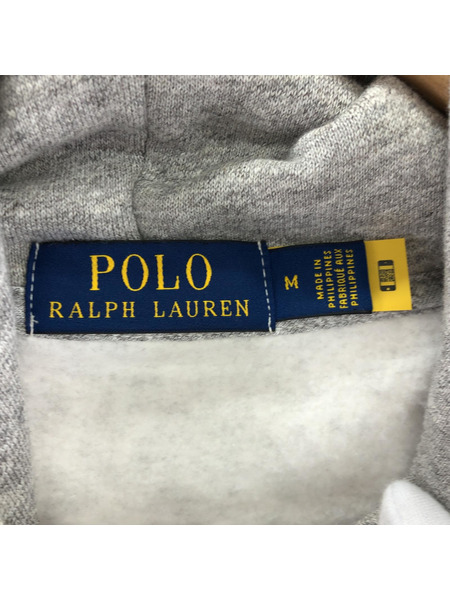 POLO
RALPH LAUREN
M
MADE IN
PHILIPPINES
FABRIQUÉ AUX
PHILIPPINES